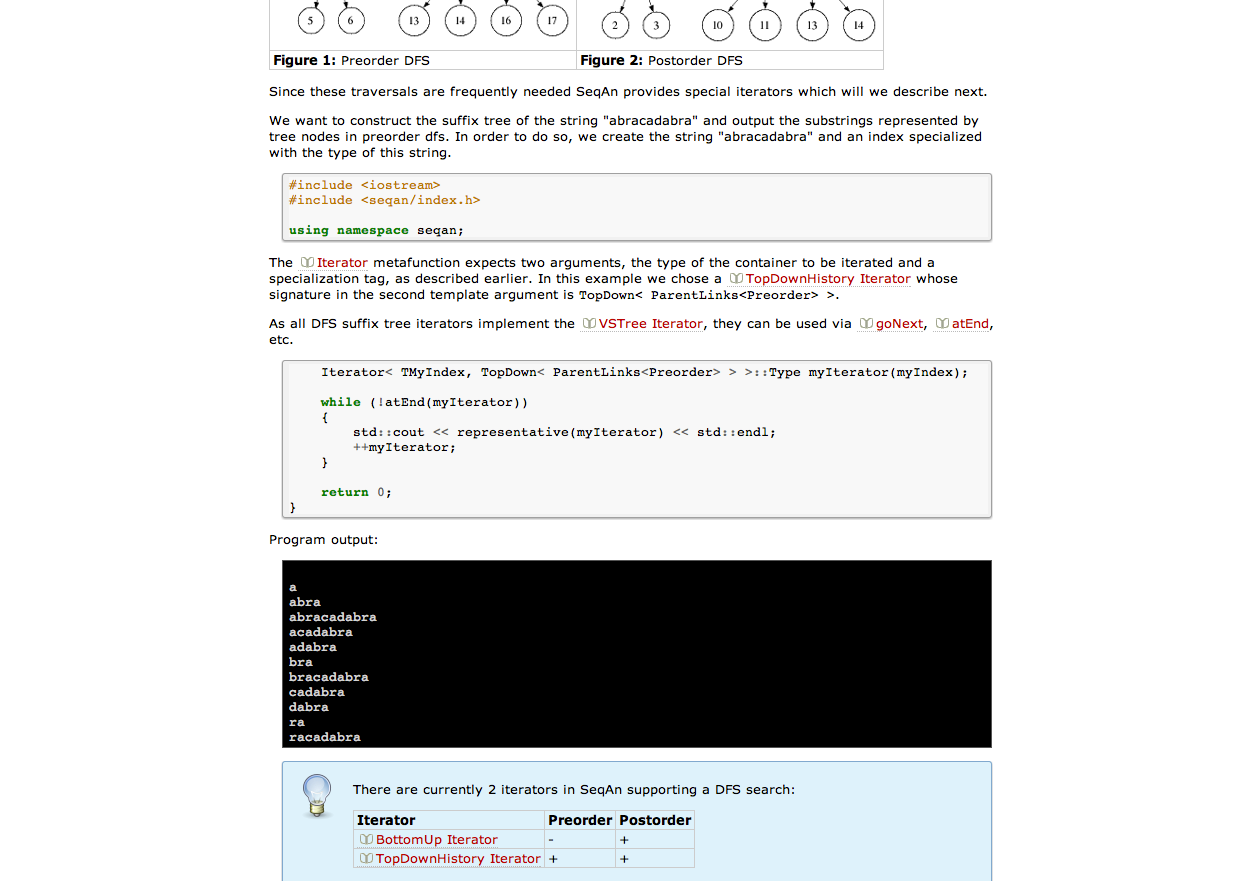 5 6 13 14 16 17 2 3 10 11 13 14
Figure 1: Preorder DFS Figure 2: Postorder DFS
Since these traversals are frequently needed SeqAn provides special iterators which will we describe next.
We want to construct the suffix tree of the string "abracadabra" and output the substrings represented by
tree nodes in preorder dfs. In order to do so, we create the string "abracadabra" and an index specialized
with the type of this string.
#include <iostream>
#include <seqan/index.h>
using namespace seqan;
The Iterator metafunction expects two arguments, the type of the container to be iterated and a
specialization tag, as described earlier. In this example we chose a TopDownHistory Iterator whose
signature in the second template argument is TopDown< ParentLinks<Preorder> >.
As all DFS suffix tree iterators implement the VSTree Iterator, they can be used via goNext, atEnd,
etc.
Iterator< TMyIndex, TopDown< ParentLinks<Preorder> > >::Type myIterator(myIndex);
while (!atEnd(myIterator))
{
std::cout << representative(myIterator) << std::endl;
++myIterator;
}
return 0;
}
Program output:
a
abra
abracadabra
acadabra
adabra
bra
bracadabra
cadabra
dabra
ra
racadabra
There are currently 2 iterators in SeqAn supporting a DFS search:
Iterator Preorder Postorder
BottomUp Iterator - +
TopDownHistory Iterator + +